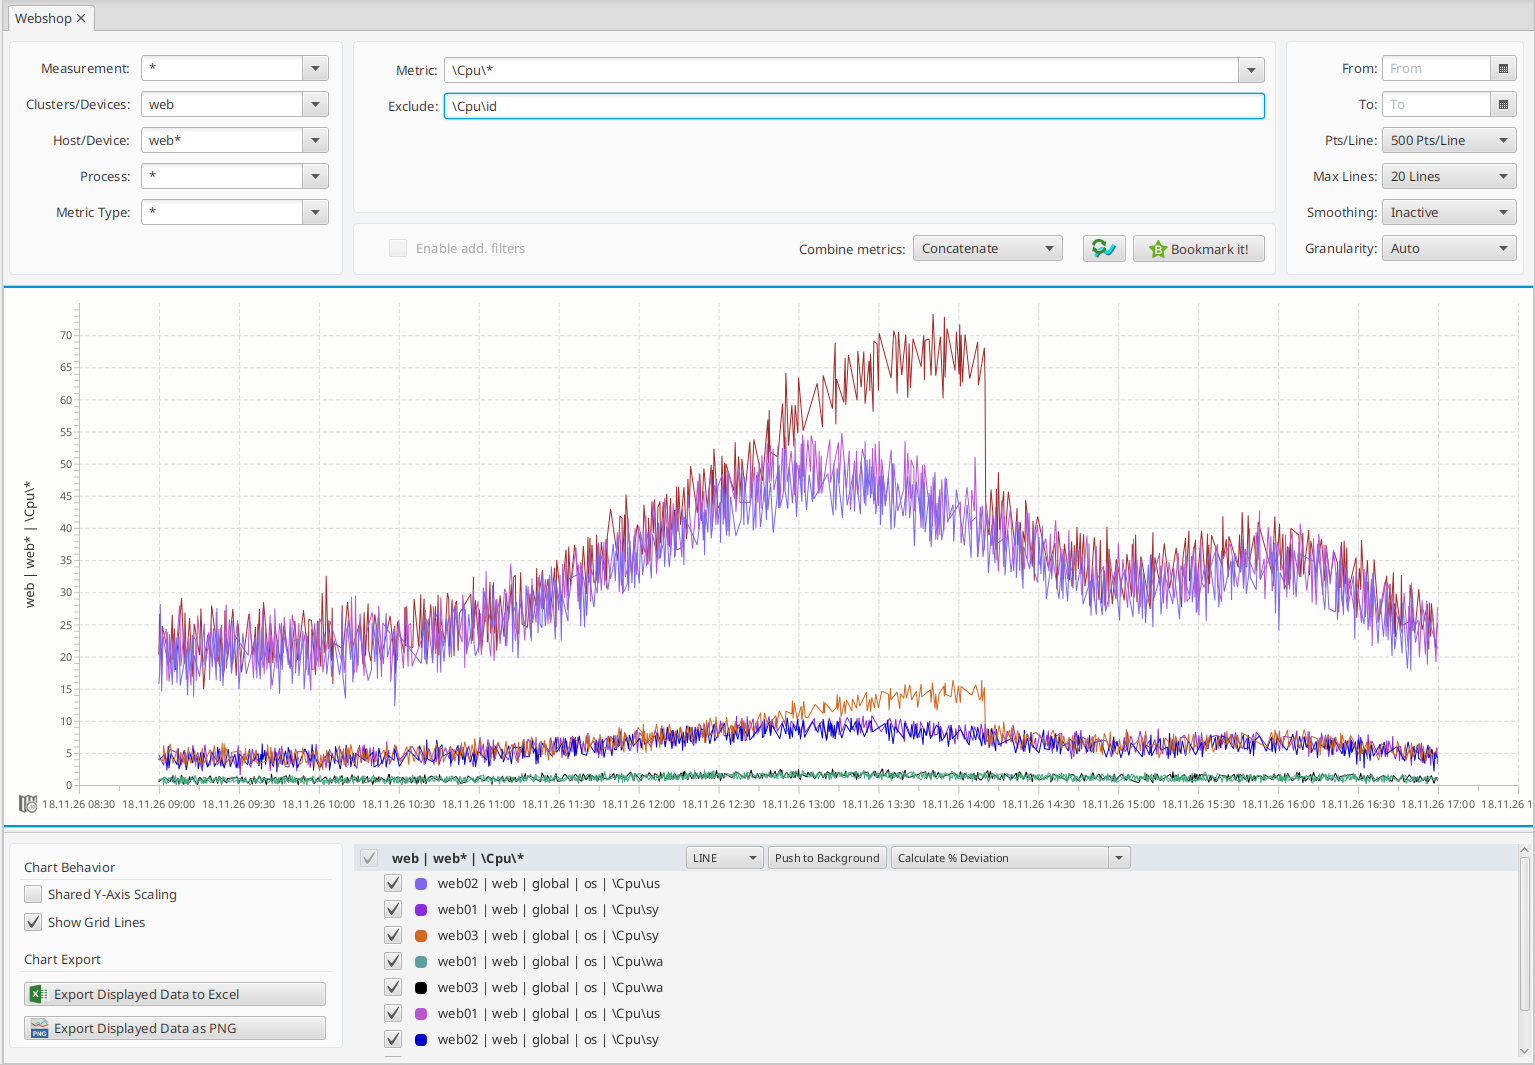 Webshop
Measurement: *
Clusters/Devices: web
Host/Device: web*
Process: *
Metric Type: *
Metric: \Cpu\*
Exclude: \Cpu\id
Enable add. filters
Combine metrics: Concatenate
Bookmark it!
From: From
To: To
Pts/Line: 500 Pts/Line
Max Lines: 20 Lines
Smoothing: Inactive
Granularity: Auto
web | web* | \Cpu\*
70
65
60
55
50
45
40
35
30
25
20
15
10
5
0
18.11.26 08:30 18.11.26 09:00 18.11.26 09:30 18.11.26 10:00 18.11.26 10:30 18.11.26 11:00 18.11.26 11:30 18.11.26 12:00 18.11.26 12:30 18.11.26 13:00 18.11.26 13:30 18.11.26 14:00 18.11.26 14:30 18.11.26 15:00 18.11.26 15:30 18.11.26 16:00 18.11.26 16:30 18.11.26 17:00 18.11.26 1
Chart Behavior
Shared Y-Axis Scaling
Show Grid Lines
Chart Export
Export Displayed Data to Excel
Export Displayed Data as PNG
web | web* | \Cpu\* LINE Push to Background Calculate % Deviation
web02 | web | global | os | \Cpu\us
web01 | web | global | os | \Cpu\sy
web03 | web | global | os | \Cpu\sy
web01 | web | global | os | \Cpu\wa
web03 | web | global | os | \Cpu\wa
web01 | web | global | os | \Cpu\us
web02 | web | global | os | \Cpu\sy